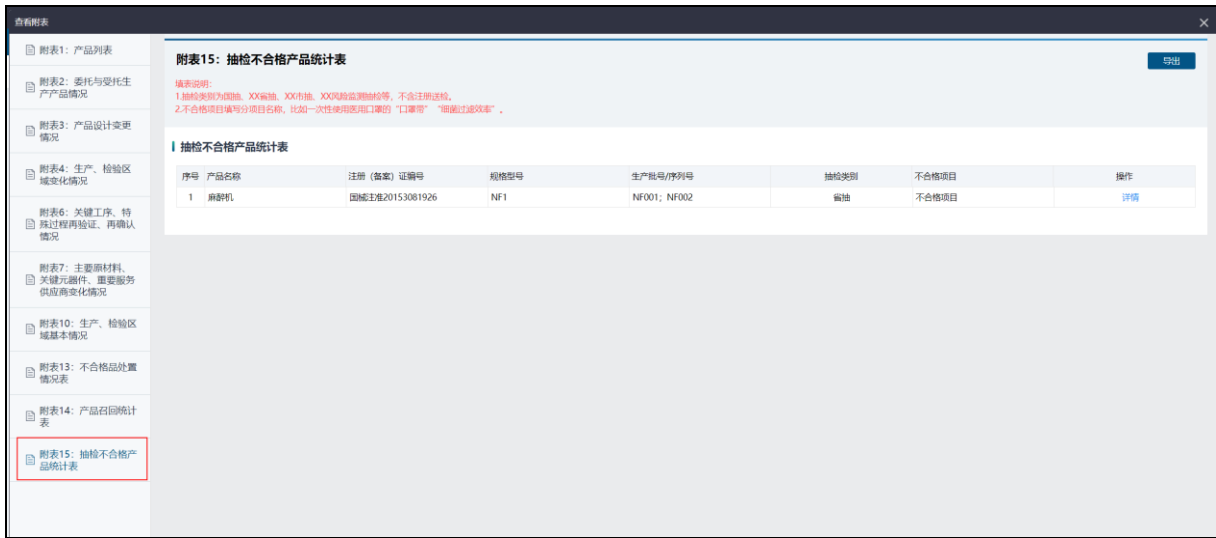 查看附表
附表1：产品列表
附表2：委托与受托生
产产品情况
附表3：产品设计变更
情况
附表4：生产、检验区
域变化情况
附表6：关键工序、特
殊过程再验证、再确认
情况
附表7：主要原材料、
关键元器件、重要服务
供应商变化情况
附表10：生产、检验区
域基本情况
附表13：不合格品处置
情况表
附表14：产品召回统计
表
附表15：抽检不合格产
品统计表
附表15：抽检不合格产品统计表
导出
填表说明：
1.抽检类别为国抽、XX省抽、XX市抽、XX风险监测抽检等，不含注册送检。
2.不合格项目填写分项目名称，比如一次性使用医用口罩的“口罩带”“细菌过滤效率”。
抽检不合格产品统计表
序号 产品名称 注册（备案）证编号 规格型号 生产批号/序列号 抽检类别 不合格项目 操作
1 麻醉机 国械注准20153081926 NF1 NF001；NF002 省抽 不合格项目 详情